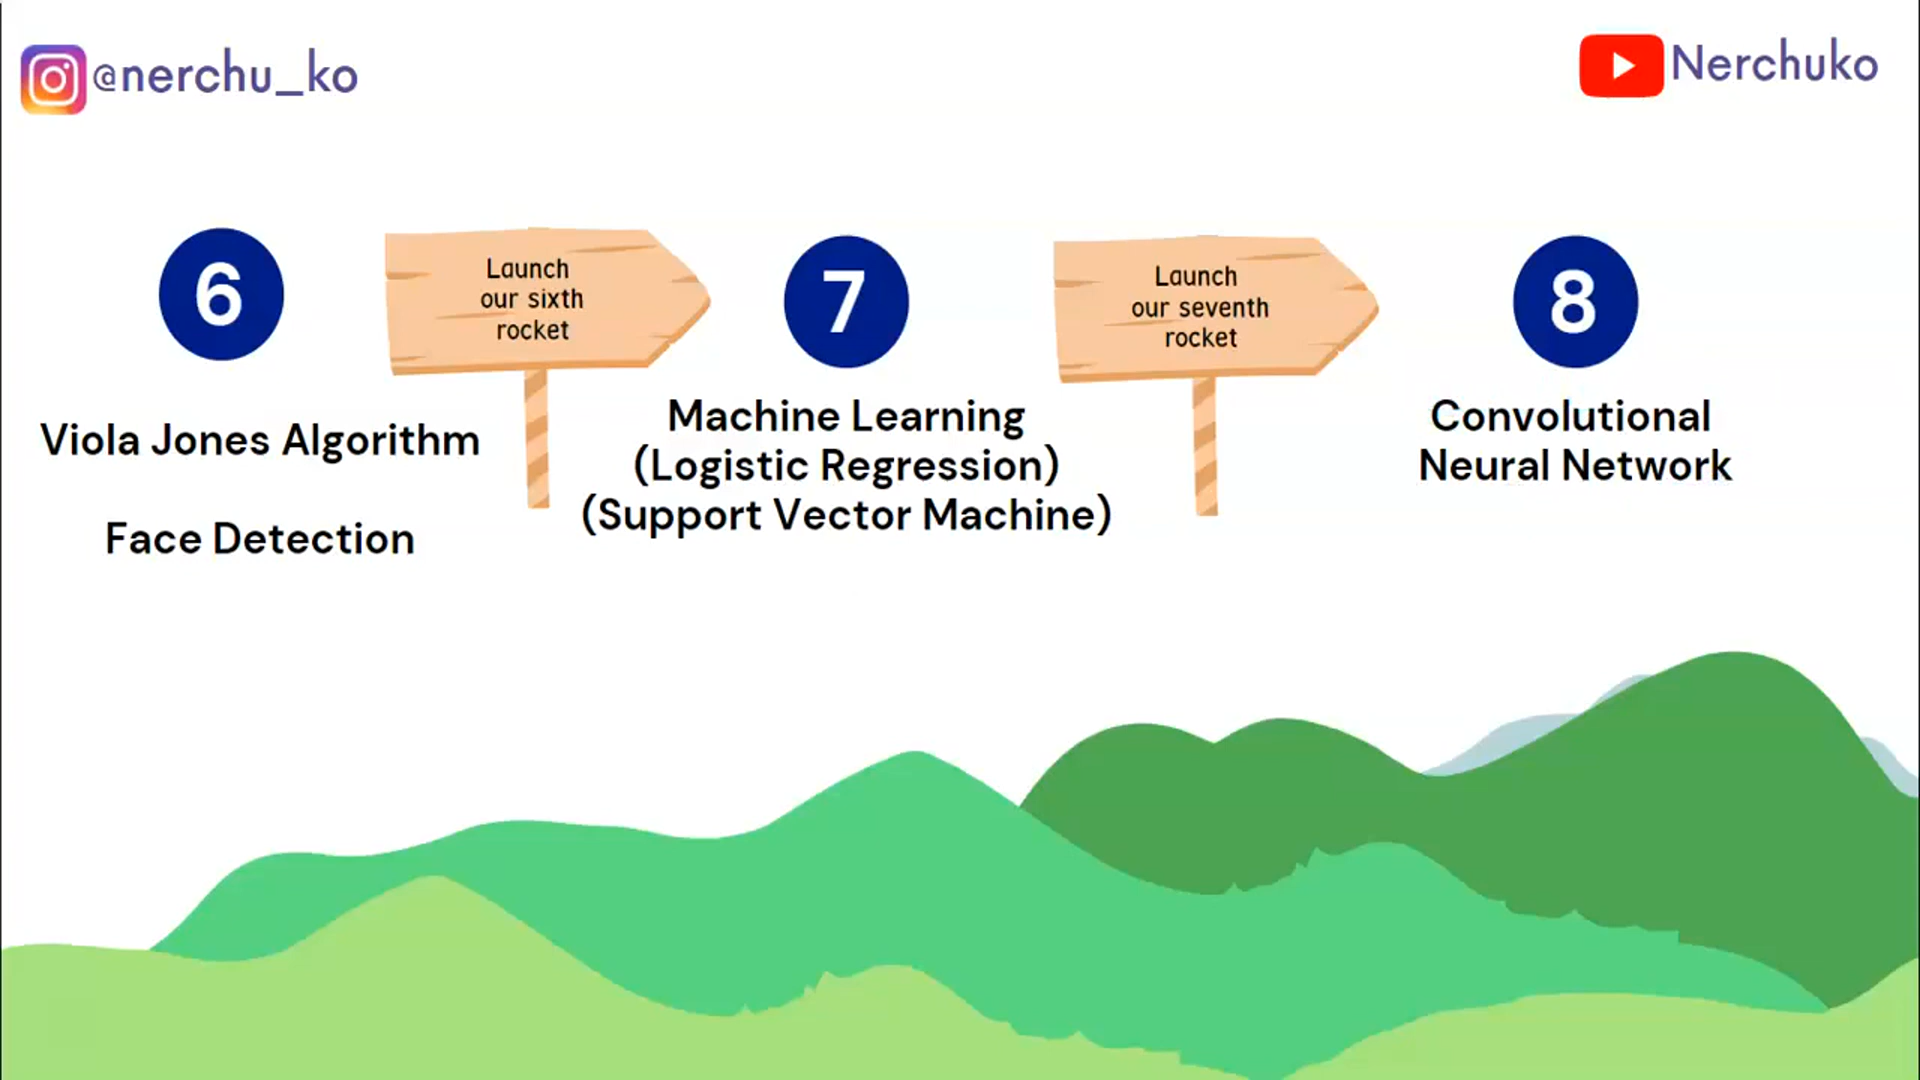 @nerchu_ko
Nerchuko
6
Launch
our sixth
rocket
7
Launch
our seventh
rocket
8
Viola Jones Algorithm
Face Detection
Machine Learning
(Logistic Regression)
(Support Vector Machine)
Convolutional
Neural Network